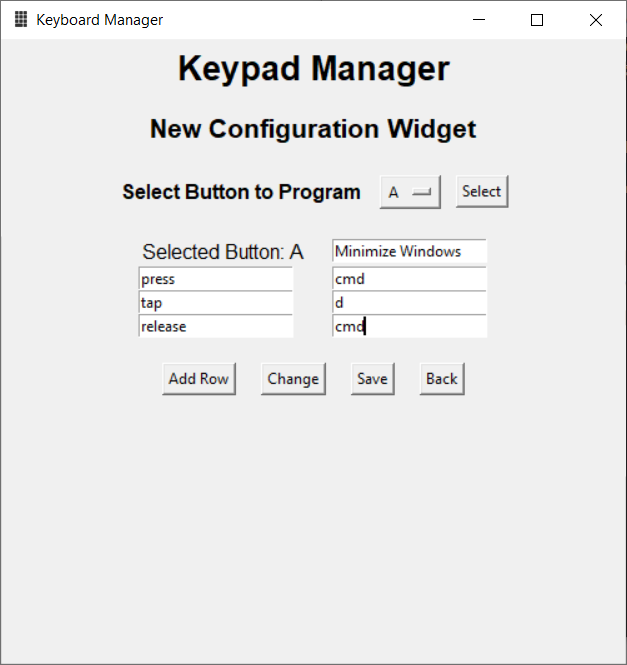 Keyboard Manager
Keypad Manager
New Configuration Widget
Select Button to Program A Select
Selected Button: A Minimize Windows
press cmd
tap d
release cmd
Add Row Change Save Back